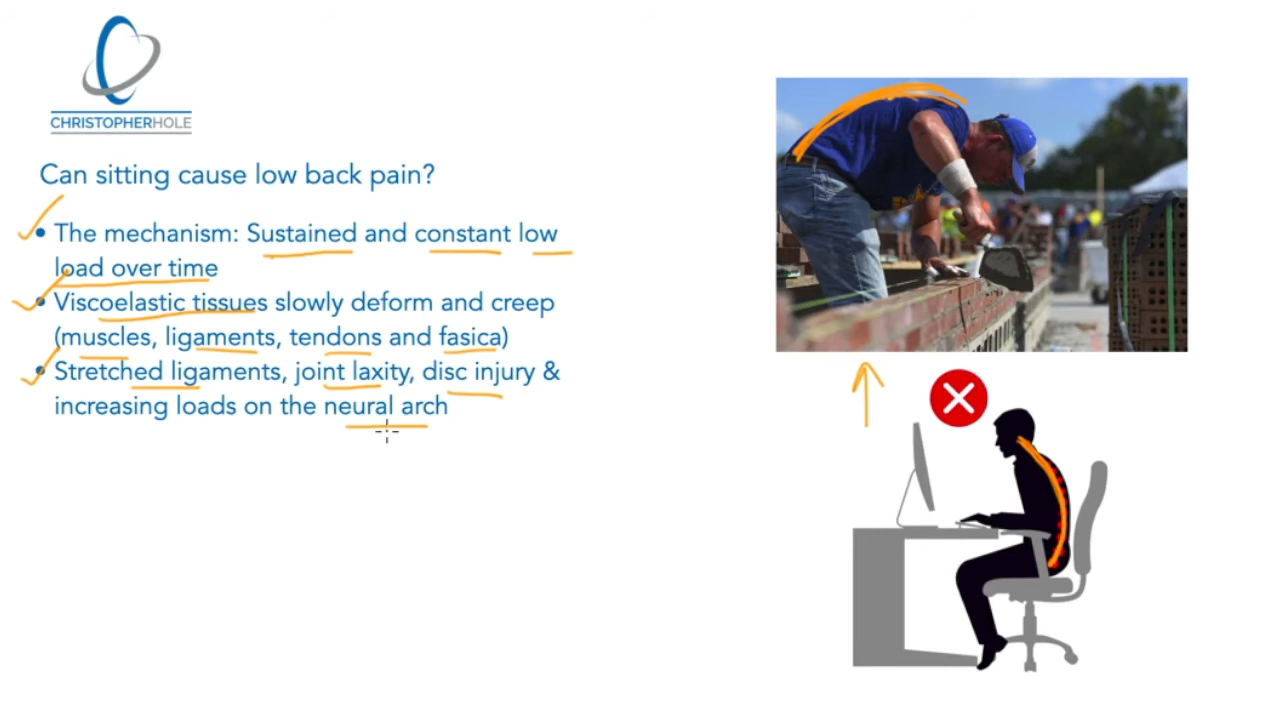 CHRISTOPHERHOLE
Can sitting cause low back pain?
• The mechanism: Sustained and constant low
load over time
• Viscoelastic tissues slowly deform and creep
(muscles, ligaments, tendons and fasica)
• Stretched ligaments, joint laxity, disc injury &
increasing loads on the neural arch